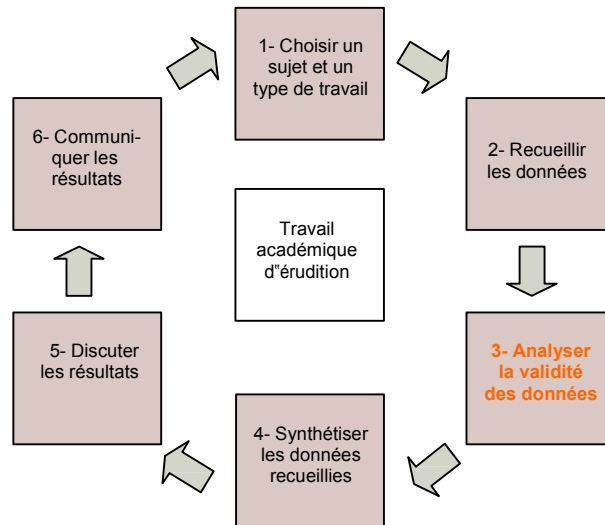 1- Choisir un
sujet et un
type de travail
2- Recueillir
les données
3- Analyser
la validité
des données
4- Synthétiser
les données
recueillies
5- Discuter
les résultats
6- Communi-
quer les
résultats
Travail
académique
d‟érudition